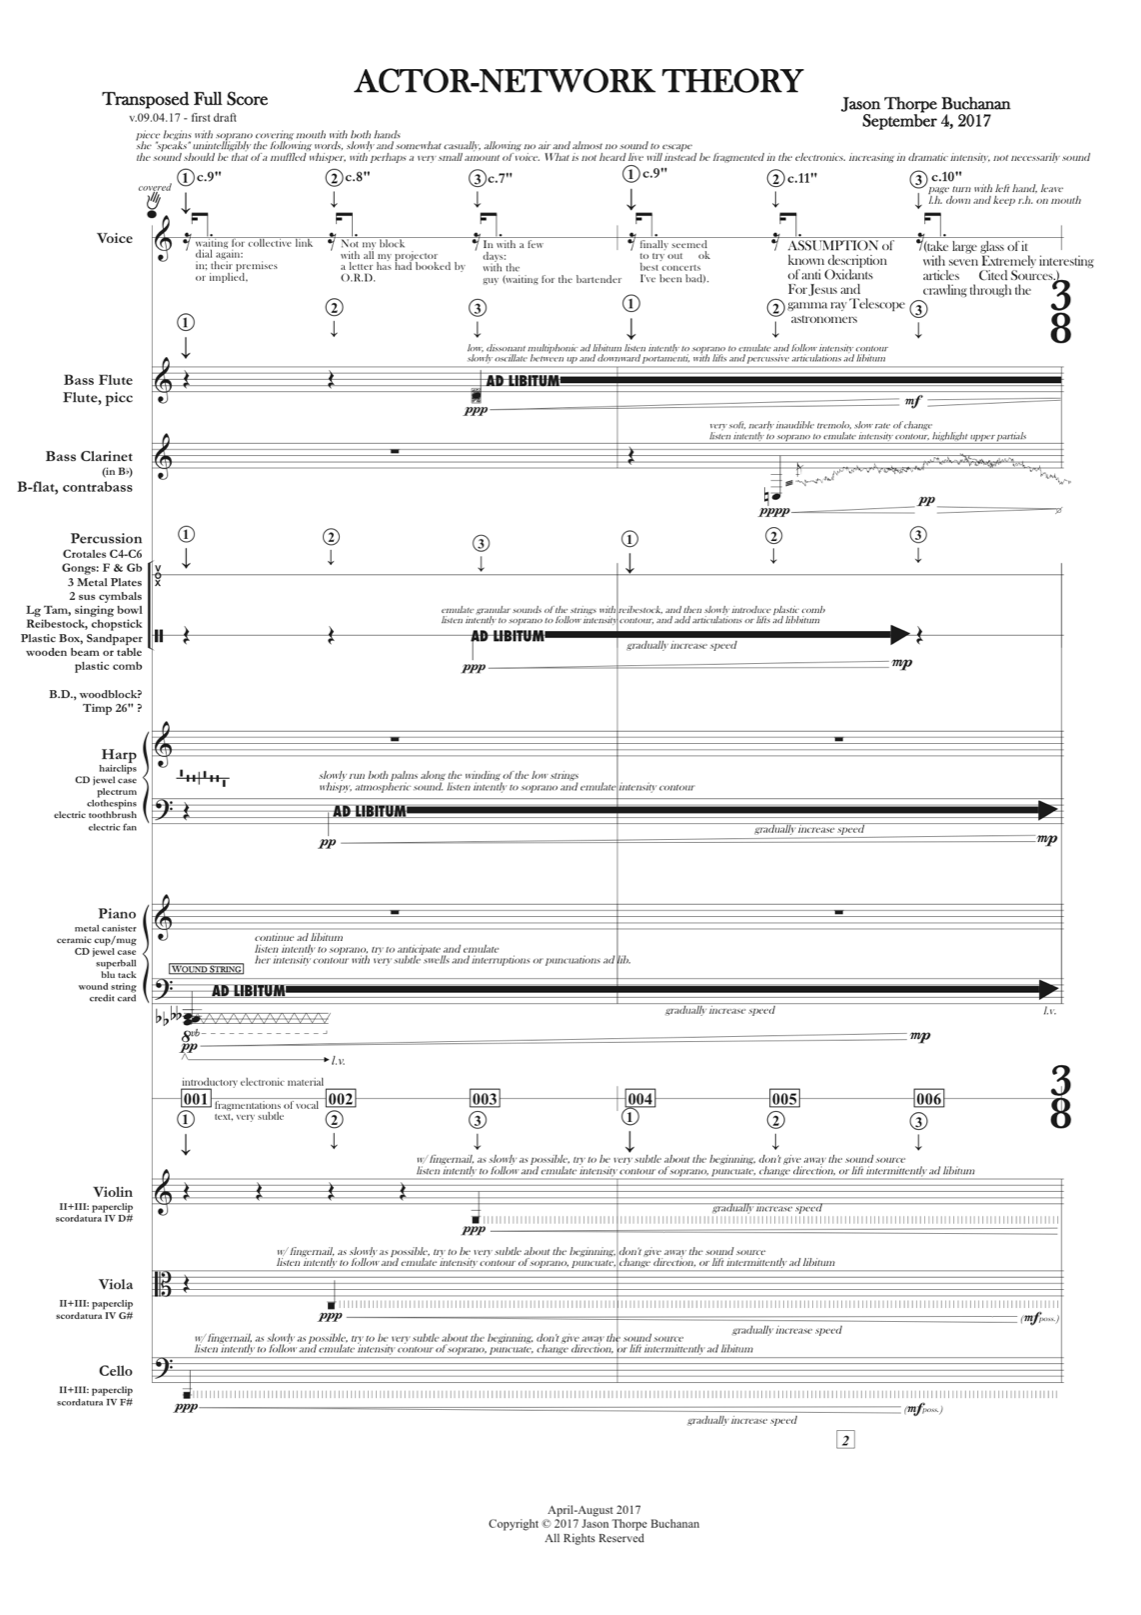 ACTOR-NETWORK THEORY
Transposed Full Score
v.09.04.17 - first draft
Jason Thorpe Buchanan
September 4, 2017
piece begins with soprano covering mouth with both hands
she "speaks" unintelligibly the following words, slowly and somewhat casually, allowing no air and almost no sound to escape
the sound should be that of a muffled whisper, with perhaps a very small amount of voice. What is not heard live will instead be fragmented in the electronics. increasing in dramatic intensity, not necessarily sound
covered
1 c.9"
2 c.8"
3 c.7"
1 c.9"
2 c.11"
3 c.10"
page turn with left hand, leave
l.h. down and keep r.h. on mouth
Voice
waiting for collective link
dial again:
in; their premises
or implied,
Not my block
with all my projector
a letter has had booked by
O.R.D.
In with a few
days:
with the
guy (waiting for the bartender
finally seemed
to try out ok
best concerts
I've been bad).
ASSUMPTION of
known description
of anti Oxidants
For Jesus and
gamma ray Telescope
astronomers
(take large glass of it
with seven Extremely interesting
articles Cited Sources.)
crawling through the
3
8
1 2 3 1 2 3
low, dissonant multiphonic ad libitum listen intently to soprano to emulate and follow intensity contour
slowly oscillate between up and downward portamenti, with lifts and percussive articulations ad libitum
Bass Flute
Flute, picc
AD LIBITUM
ppp
mf
very soft, nearly inaudible tremolo, slow rate of change
listen intently to soprano to emulate intensity contour, highlight upper partials
Bass Clarinet
(in B♭)
B-flat, contrabass
pppp
pp
1 2 3 1 2 3
Percussion
Crotales C4-C6
Gongs: F & Gb
3 Metal Plates
2 sus cymbals
Lg Tam, singing bowl
Reibestock, chopstick
Plastic Box, Sandpaper
wooden beam or table
plastic comb
B.D., woodblock?
Timp 26" ?
VOX
emulate granular sounds of the strings with reibestock, and then slowly introduce plastic comb
listen intently to soprano to follow intensity contour, and add articulations or lifts ad libbitum
AD LIBITUM
gradually increase speed
ppp
mp
Harp
hairclips
CD jewel case
plectrum
clothespins
electric toothbrush
electric fan
slowly run both palms along the winding of the low strings
whispy, atmospheric sound. listen intently to soprano and emulate intensity contour
AD LIBITUM
gradually increase speed
pp
mp
Piano
metal canister
ceramic cup/mug
CD jewel case
superball
blu tack
wound string
credit card
continue ad libitum
listen intently to soprano, try to anticipate and emulate
her intensity contour with very subtle swells and interruptions or puncuations ad lib.
WOUND STRING
AD LIBITUM
gradually increase speed
l.v.
8vb
pp
mp
l.v.
introductory electronic material
001 002 003 004 005 006
fragmentations of vocal
text, very subtle
3
8
1 2 3 1 2 3
w/ fingernail, as slowly as possible, try to be very subtle about the beginning, don't give away the sound source
listen intently to follow and emulate intensity contour of soprano, punctuate, change direction, or lift intermittently ad libitum
Violin
II+III: paperclip
scordatura IV D#
gradually increase speed
ppp
w/ fingernail, as slowly as possible, try to be very subtle about the beginning, don't give away the sound source
listen intently to follow and emulate intensity contour of soprano, punctuate, change direction, or lift intermittently ad libitum
Viola
II+III: paperclip
scordatura IV G#
ppp
(mf poss.)
gradually increase speed
w/ fingernail, as slowly as possible, try to be very subtle about the beginning, don't give away the sound source
listen intently to follow and emulate intensity contour of soprano, punctuate, change direction, or lift intermittently ad libitum
Cello
II+III: paperclip
scordatura IV F#
ppp
(mf poss.)
gradually increase speed
2
April-August 2017
Copyright © 2017 Jason Thorpe Buchanan
All Rights Reserved